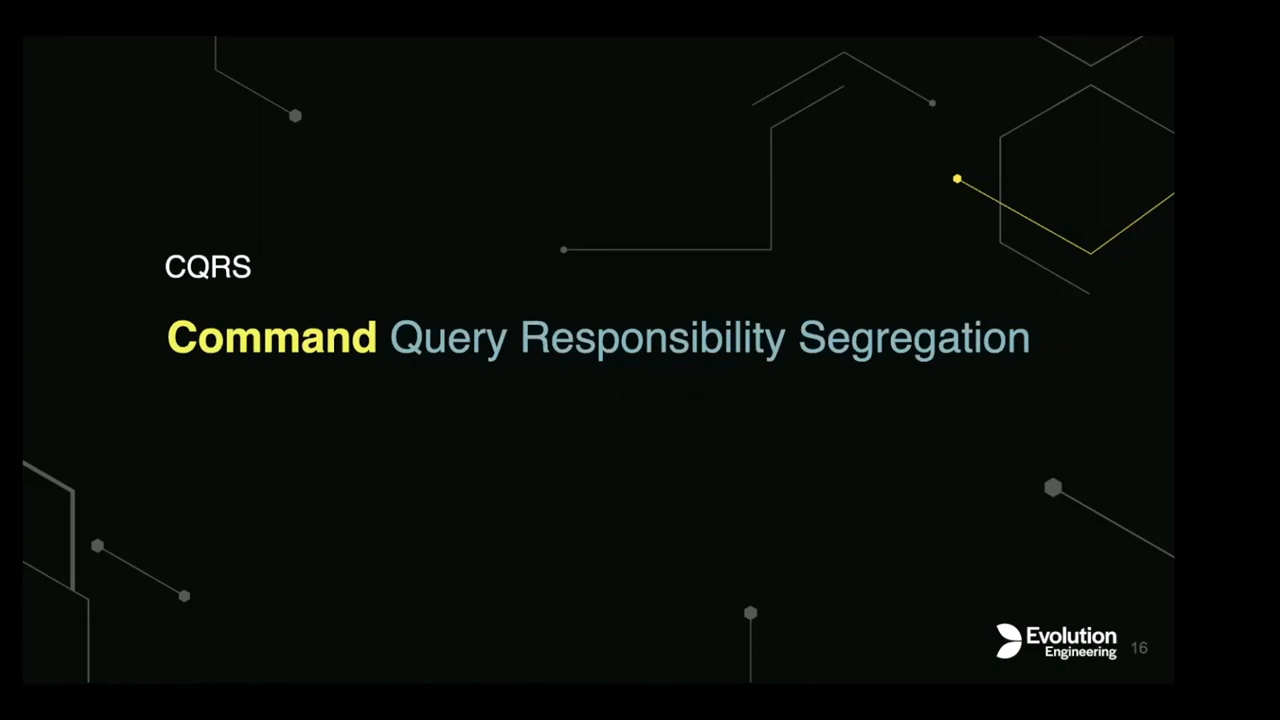 CQRS
Command Query Responsibility Segregation
Evolution
Engineering
16